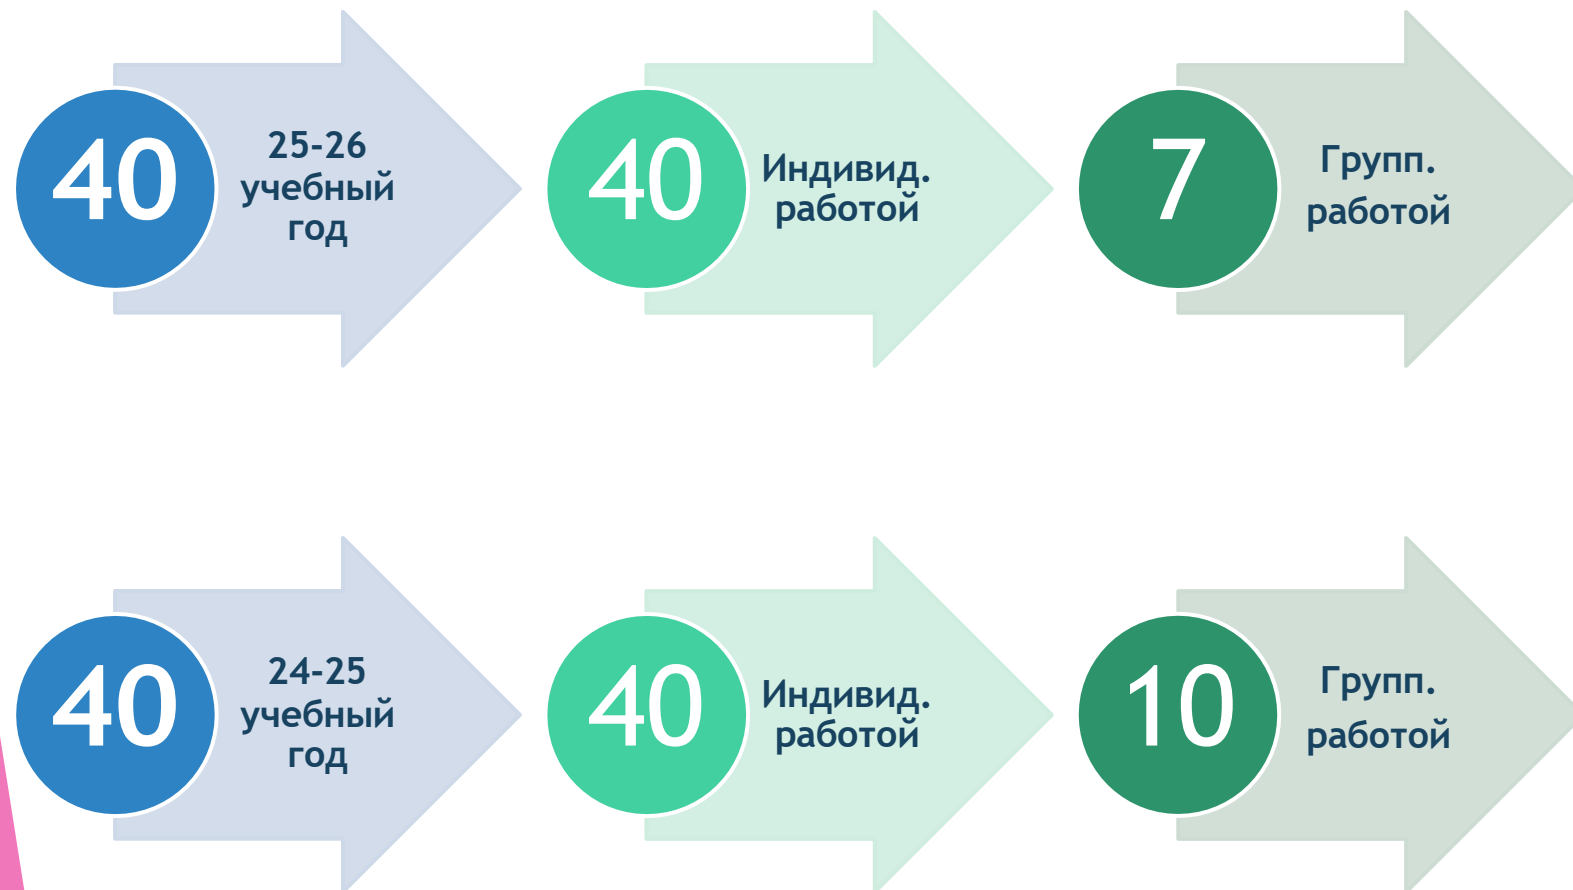 40
25-26
учебный
год
40
Индивид.
работой
7
Групп.
работой
40
24-25
учебный
год
40
Индивид.
работой
10
Групп.
работой